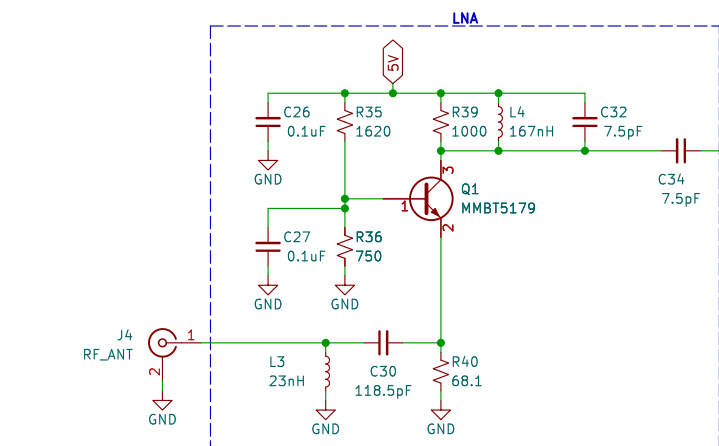 LNA
5V
C26
0.1uF
R35
1620
R39
1000
L4
167nH
C32
7.5pF
GND
3
Q1
MMBT5179
1
2
C34
7.5pF
C27
0.1uF
R36
750
GND
GND
J4
RF_ANT
1
2
L3
23nH
C30
118.5pF
R40
68.1
GND
GND
GND